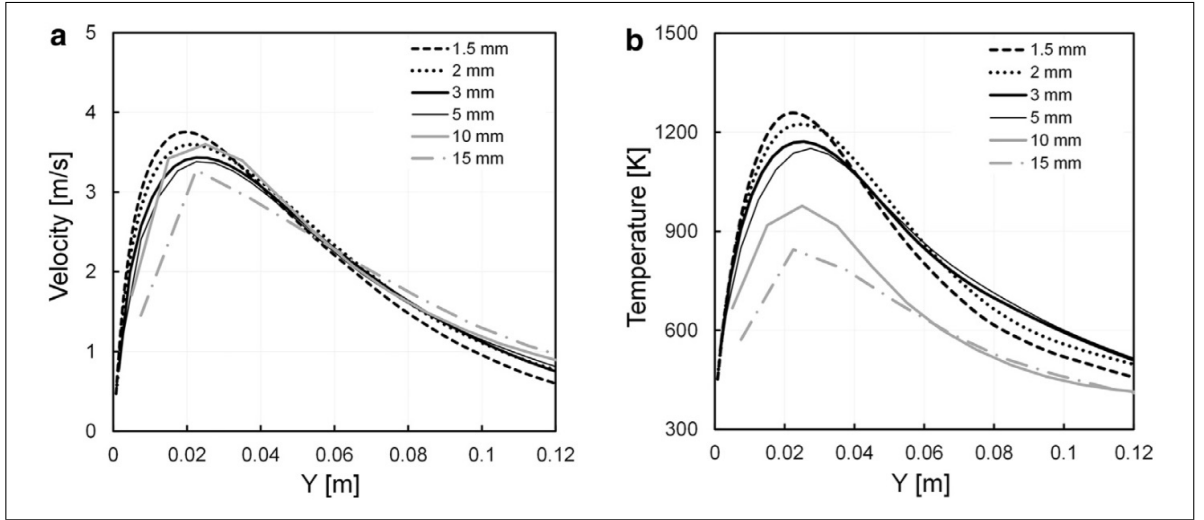 a
5
4
3
2
1
0
Velocity [m/s]
1.5 mm
2 mm
3 mm
5 mm
10 mm
15 mm
0 0.02 0.04 0.06 0.08 0.1 0.12
Y [m]
b
1500
1200
900
600
300
Temperature [K]
1.5 mm
2 mm
3 mm
5 mm
10 mm
15 mm
0 0.02 0.04 0.06 0.08 0.1 0.12
Y [m]